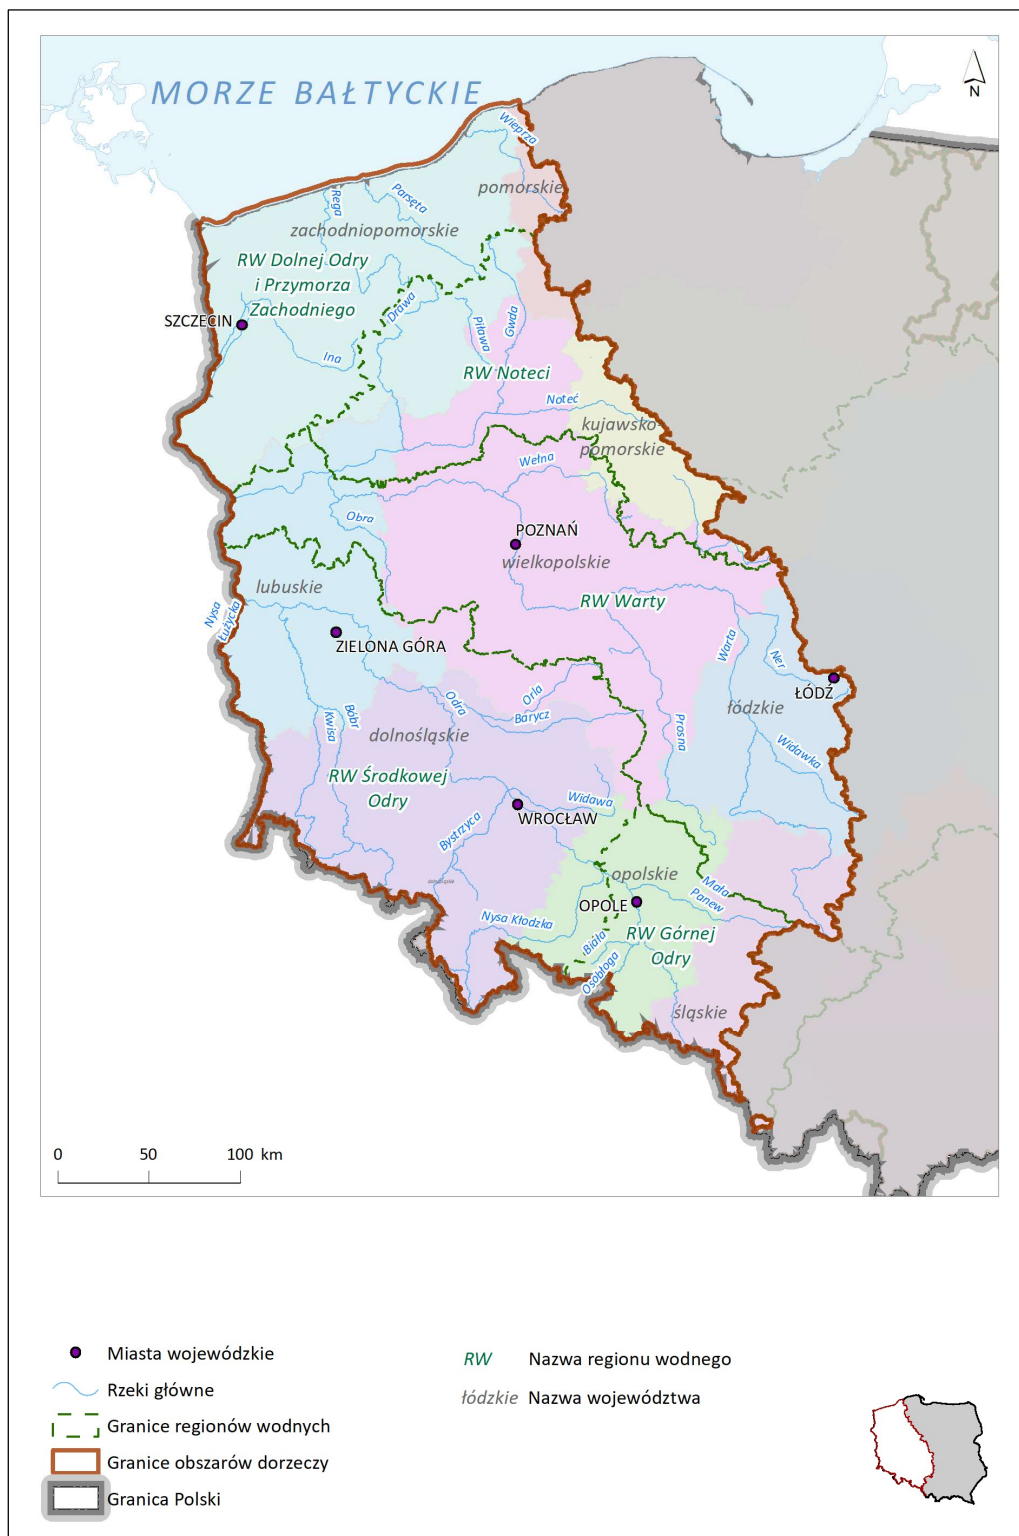 MORZE BAŁTYCKIE
N
Wieprza
pomorskie
Rega
Parsęta
zachodniopomorskie
RW Dolnej Odry
i Przymorza
Zachodniego
SZCZECIN
Drawa
Piława
Gwda
Ina
RW Noteci
Noteć
kujawsko
pomorskie
Wełna
Obra
POZNAŃ
wielkopolskie
lubuskie
RW Warty
Nysa
Łużycka
ZIELONA GÓRA
Warta
Ner
ŁÓDŹ
Odra
Orla
Barycz
Kwisa
Bóbr
dolnośląskie
Prosna
łódzkie
Widawka
RW Środkowej
Odry
Widawa
WROCŁAW
Bystrzyca
dolnośląskie
opolskie
Mała
Panew
OPOLE
Nysa Kłodzka
Biała
RW Górnej
Odry
Osobłoga
śląskie
0 50 100 km
Miasta wojewódzkie
Rzeki główne
Granice regionów wodnych
Granice obszarów dorzeczy
Granica Polski
RW Nazwa regionu wodnego
łódzkie Nazwa województwa